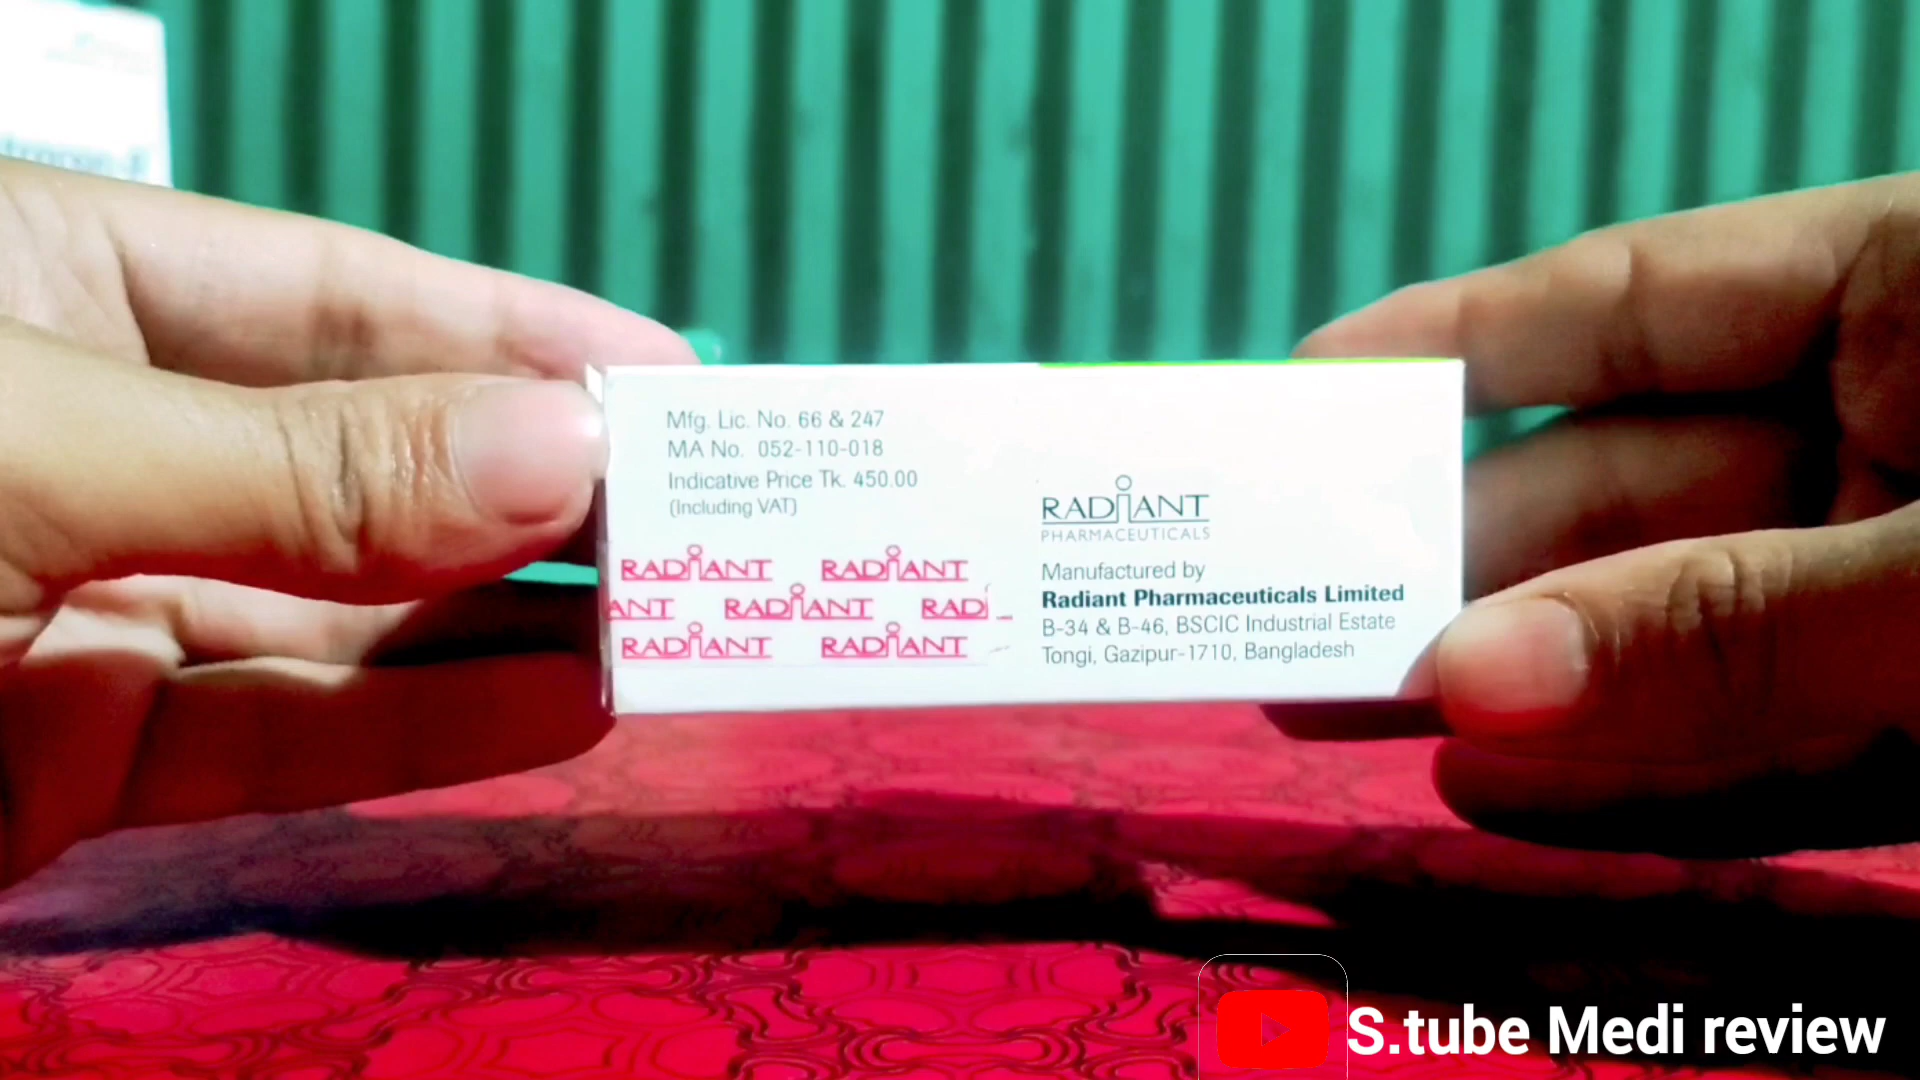 Mfg. Lic. No. 66 & 247
MA No. 052-110-018
Indicative Price Tk. 450.00
(Including VAT)
RADIANT RADIANT
ANT RADIANT RAD
RADIANT RADIANT
RADIANT
PHARMACEUTICALS
Manufactured by
Radiant Pharmaceuticals Limited
B-34 & B-46, BSCIC Industrial Estate
Tongi, Gazipur-1710, Bangladesh
S.tube Medi review